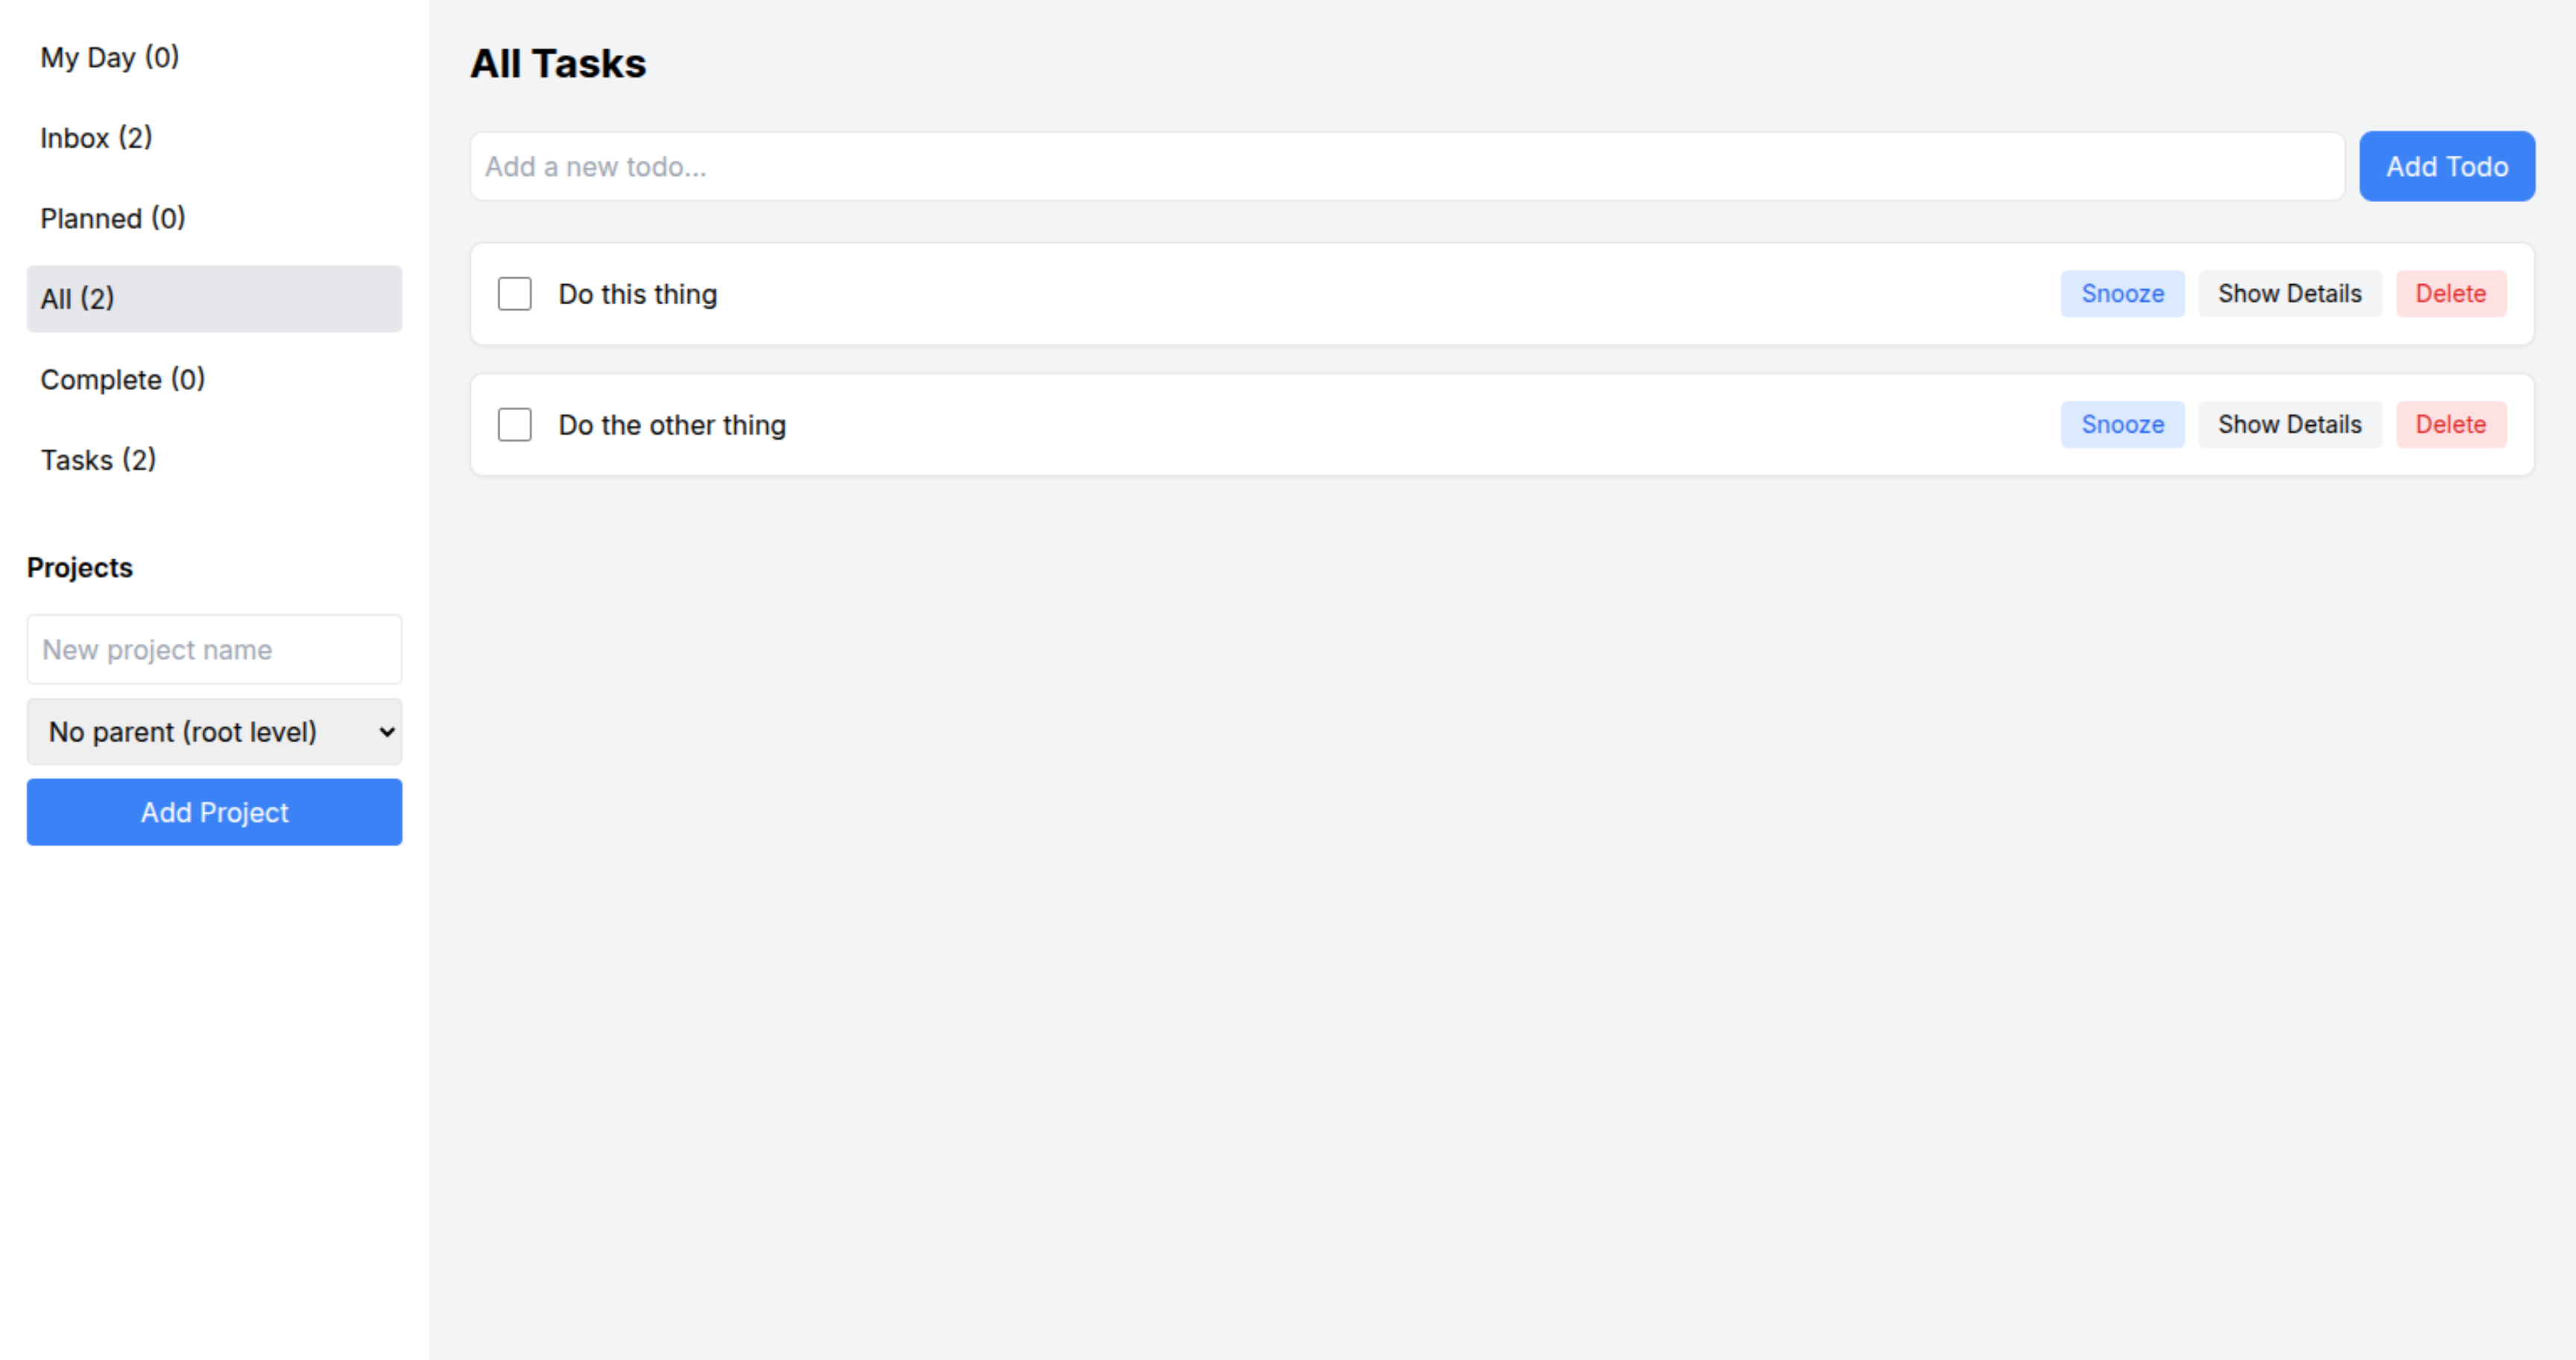 My Day (0)
Inbox (2)
Planned (0)
All (2)
Complete (0)
Tasks (2)
Projects
New project name
No parent (root level)
Add Project
All Tasks
Add a new todo...
Add Todo
Do this thing
Snooze
Show Details
Delete
Do the other thing
Snooze
Show Details
Delete